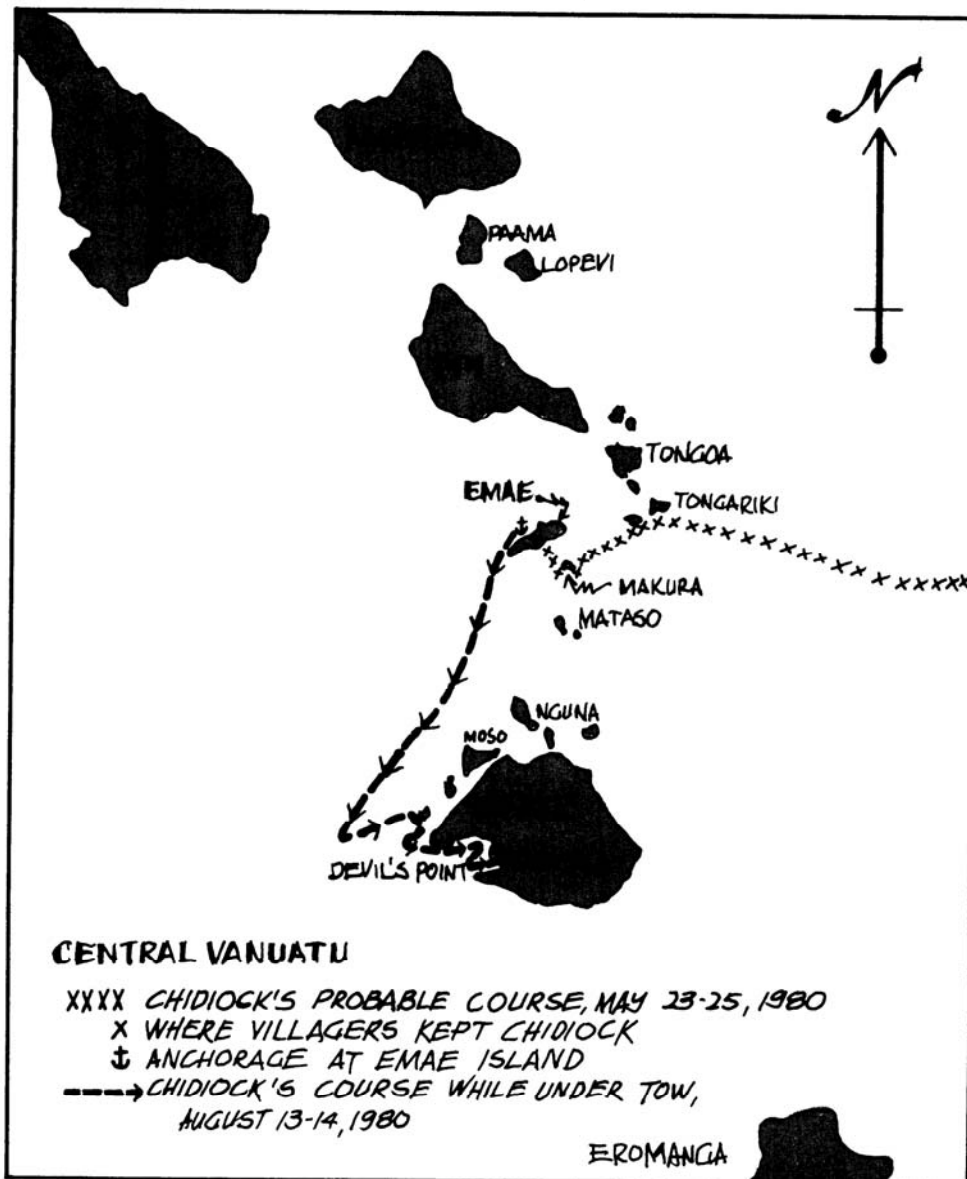 N
PAAMA
LOPEVI
TONGOA
EMAE
TONGARIKI
MAKURA
MATASO
NGUNA
MOSO
DEVIL'S POINT
CENTRAL VANUATU
XXXX CHIDIOCK'S PROBABLE COURSE, MAY 23-25, 1980
X WHERE VILLAGERS KEPT CHIDIOCK
ANCHORAGE AT EMAE ISLAND
CHIDIOCK'S COURSE WHILE UNDER TOW,
AUGUST 13-14, 1980
EROMANGA